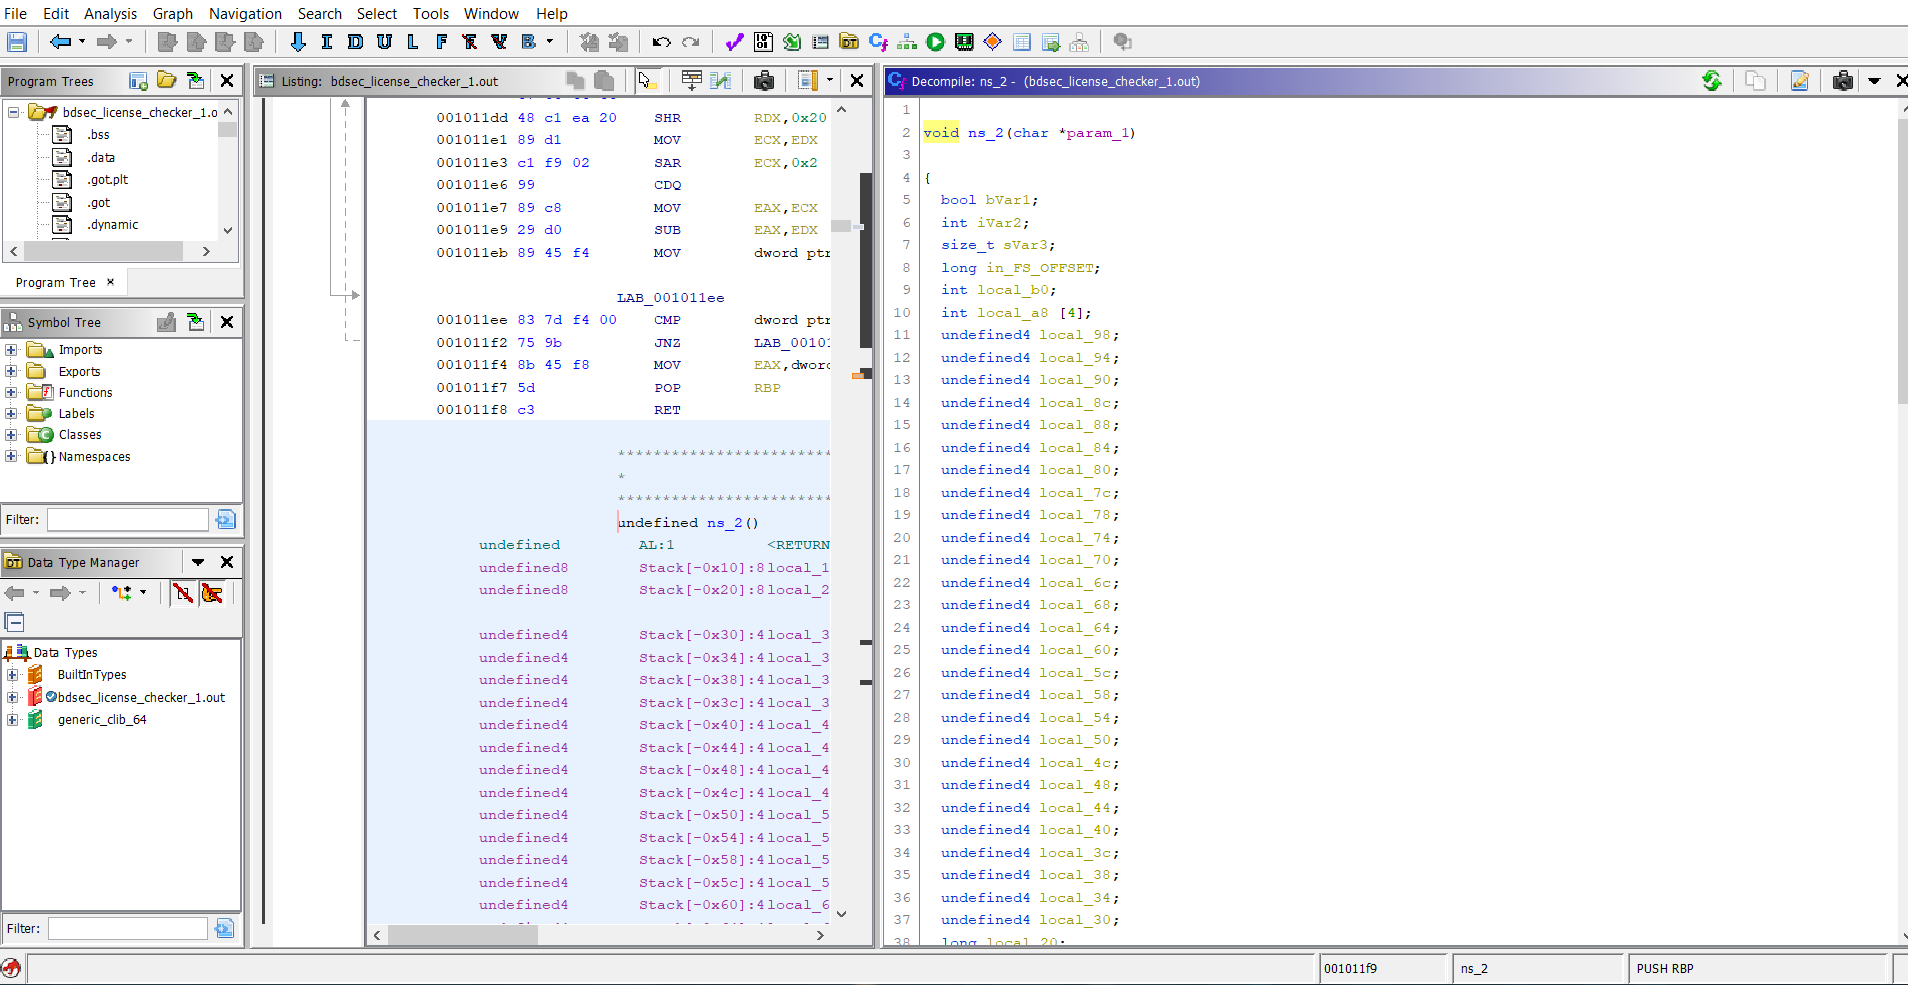 File Edit Analysis Graph Navigation Search Select Tools Window Help
I D U L F B
Program Trees
bdsec_license_checker_1.o
.bss
.data
.got.plt
.got
.dynamic
Program Tree ×
Symbol Tree
Imports
Exports
Functions
Labels
Classes
Namespaces
Filter:
Data Type Manager
Data Types
BuiltInTypes
bdsec_license_checker_1.out
generic_clib_64
Filter:
Listing: bdsec_license_checker_1.out
001011dd 48 c1 ea 20 SHR RDX,0x20
001011e1 89 d1 MOV ECX,EDX
001011e3 c1 f9 02 SAR ECX,0x2
001011e6 99 CDQ
001011e7 89 c8 MOV EAX,ECX
001011e9 29 d0 SUB EAX,EDX
001011eb 89 45 f4 MOV dword ptr
LAB_001011ee
001011ee 83 7d f4 00 CMP dword ptr
001011f2 75 9b JNZ LAB_00101
001011f4 8b 45 f8 MOV EAX,dword
001011f7 5d POP RBP
001011f8 c3 RET
************************
*
************************
undefined ns_2()
undefined AL:1 <RETURN
undefined8 Stack[-0x10]:8 local_1
undefined8 Stack[-0x20]:8 local_2
undefined4 Stack[-0x30]:4 local_3
undefined4 Stack[-0x34]:4 local_3
undefined4 Stack[-0x38]:4 local_3
undefined4 Stack[-0x3c]:4 local_3
undefined4 Stack[-0x40]:4 local_4
undefined4 Stack[-0x44]:4 local_4
undefined4 Stack[-0x48]:4 local_4
undefined4 Stack[-0x4c]:4 local_4
undefined4 Stack[-0x50]:4 local_5
undefined4 Stack[-0x54]:4 local_5
undefined4 Stack[-0x58]:4 local_5
undefined4 Stack[-0x5c]:4 local_5
undefined4 Stack[-0x60]:4 local_6
Decompile: ns_2 - (bdsec_license_checker_1.out)
1
2 void ns_2(char *param_1)
3
4 {
5 bool bVar1;
6 int iVar2;
7 size_t sVar3;
8 long in_FS_OFFSET;
9 int local_b0;
10 int local_a8 [4];
11 undefined4 local_98;
12 undefined4 local_94;
13 undefined4 local_90;
14 undefined4 local_8c;
15 undefined4 local_88;
16 undefined4 local_84;
17 undefined4 local_80;
18 undefined4 local_7c;
19 undefined4 local_78;
20 undefined4 local_74;
21 undefined4 local_70;
22 undefined4 local_6c;
23 undefined4 local_68;
24 undefined4 local_64;
25 undefined4 local_60;
26 undefined4 local_5c;
27 undefined4 local_58;
28 undefined4 local_54;
29 undefined4 local_50;
30 undefined4 local_4c;
31 undefined4 local_48;
32 undefined4 local_44;
33 undefined4 local_40;
34 undefined4 local_3c;
35 undefined4 local_38;
36 undefined4 local_34;
37 undefined4 local_30;
38 long local_20;
001011f9 ns_2 PUSH RBP